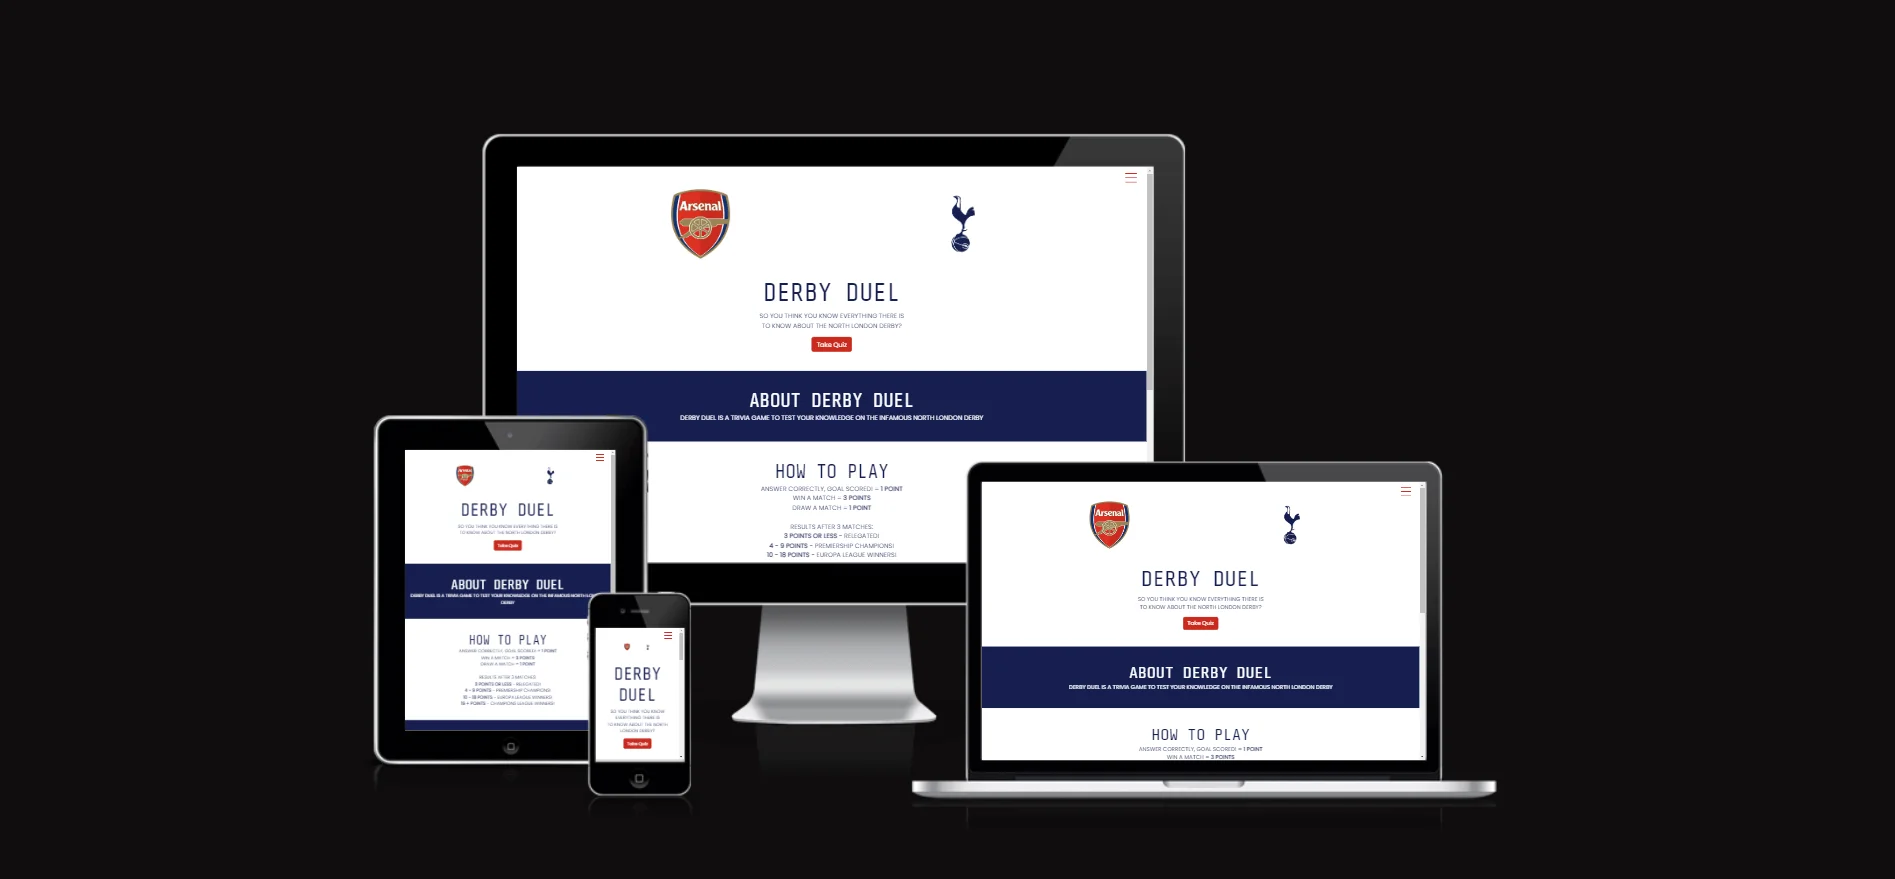 Arsenal
DERBY DUEL
SO YOU THINK YOU KNOW EVERYTHING THERE IS
TO KNOW ABOUT THE NORTH LONDON DERBY?
Take Quiz
ABOUT DERBY DUEL
DERBY DUEL IS A TRIVIA GAME TO TEST YOUR KNOWLEDGE ON THE INFAMOUS NORTH LONDON DERBY
HOW TO PLAY
ANSWER CORRECTLY, GOAL SCORED! = 1 POINT
WIN A MATCH = 3 POINTS
DRAW A MATCH = 1 POINT
RESULTS AFTER 3 MATCHES:
3 POINTS OR LESS - RELEGATED!
4 - 9 POINTS - PREMIERSHIP CHAMPIONS!
10 - 18 POINTS - EUROPA LEAGUE WINNERS!
Arsenal
DERBY DUEL
SO YOU THINK YOU KNOW EVERYTHING THERE IS
TO KNOW ABOUT THE NORTH LONDON DERBY?
Take Quiz
ABOUT DERBY DUEL
DERBY DUEL IS A TRIVIA GAME TO TEST YOUR KNOWLEDGE ON THE INFAMOUS NORTH
DERBY
HOW TO PLAY
ANSWER CORRECTLY, GOAL SCORED! = 1 POINT
WIN A MATCH = 3 POINTS
DRAW A MATCH = 1 POINT
RESULTS AFTER 3 MATCHES
3 POINTS OR LESS - RELEGATED!
4 - 9 POINTS - PREMIERSHIP CHAMPIONS!
10 - 18 POINTS - EUROPA LEAGUE WINNERS!
POINTS - CHAMPIONS LEAGUE WINNERS!
DERBY
DUEL
SO YOU THINK YOU KNOW
EVERYTHING THERE IS
TO KNOW ABOUT THE NORTH
LONDON DERBY?
Take Quiz
Arsenal
DERBY DUEL
SO YOU THINK YOU KNOW EVERYTHING THERE IS
TO KNOW ABOUT THE NORTH LONDON DERBY?
Take Quiz
ABOUT DERBY DUEL
DERBY DUEL IS A TRIVIA GAME TO TEST YOUR KNOWLEDGE ON THE INFAMOUS NORTH LONDON DERBY
HOW TO PLAY
ANSWER CORRECTLY, GOAL SCORED! = 1 POINT
WIN A MATCH = 3 POINTS